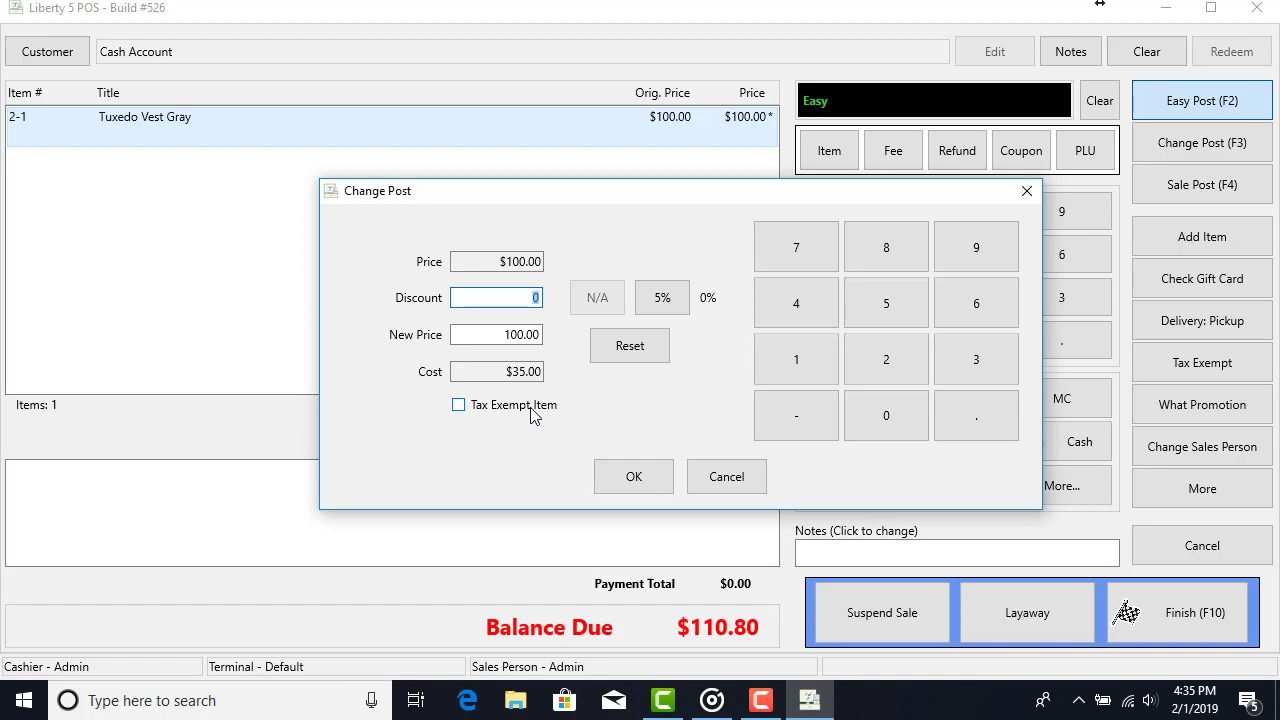 Liberty 5 POS - Build #526
Customer Cash Account Edit Notes Clear Redeem
Item # Title Orig. Price Price
2-1 Tuxedo Vest Gray $100.00 $100.00*
Items: 1
Easy Clear
Item Fee Refund Coupon PLU
9
6
3
.
MC
Cash
More...
Easy Post (F2)
Change Post (F3)
Sale Post (F4)
Add Item
Check Gift Card
Delivery: Pickup
Tax Exempt
What Promotion
Change Sales Person
More
Cancel
Change Post
Price $100.00
Discount 0 N/A 5% 0%
New Price 100.00
Reset
Cost $35.00
Tax Exempt Item
7 8 9
4 5 6
1 2 3
- 0 .
OK Cancel
Notes (Click to change)
Payment Total $0.00
Balance Due $110.80
Suspend Sale Layaway Finish (F10)
Cashier - Admin Terminal - Default Sales Person - Admin
Type here to search
4:35 PM
2/1/2019
5